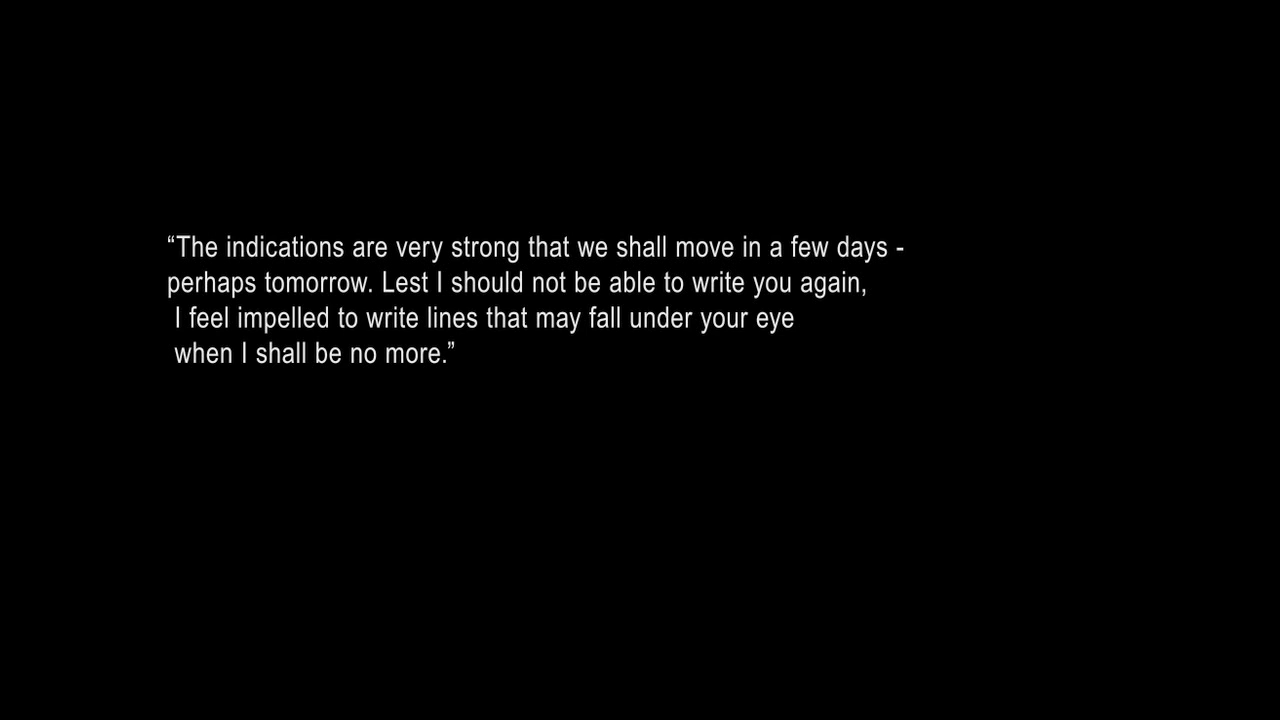 “The indications are very strong that we shall move in a few days -
perhaps tomorrow. Lest I should not be able to write you again,
I feel impelled to write lines that may fall under your eye
when I shall be no more.”